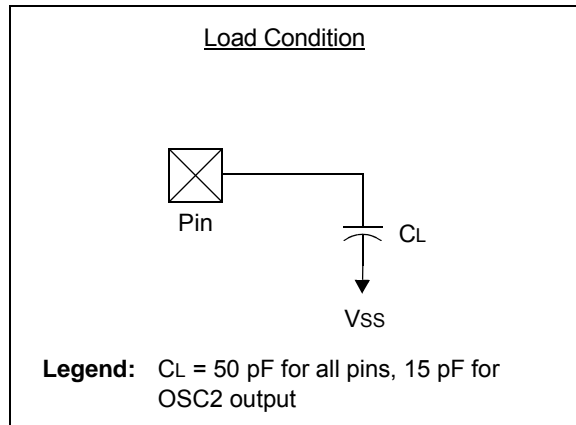 Load Condition
Pin
CL
VSS
Legend: CL = 50 pF for all pins, 15 pF for
OSC2 output